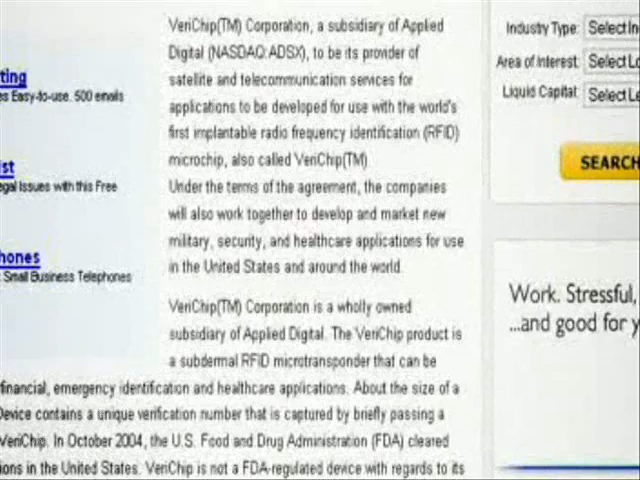 VeriChip(TM) Corporation, a subsidiary of Applied
Digital (NASDAQ:ADSX), to be its provider of
satellite and telecommunication services for
applications to be developed for use with the world's
first implantable radio frequency identification (RFID)
microchip, also called VeriChip(TM)
Under the terms of the agreement, the companies
will also work together to develop and market new
military, security, and healthcare applications for use
in the United States and around the world.
VeriChip(TM) Corporation is a wholly owned
subsidiary of Applied Digital. The VeriChip product is
a subdermal RFID microtransponder that can be
financial, emergency identification and healthcare applications. About the size of a
Device contains a unique verification number that is captured by briefly passing a
VeriChip. In October 2004, the U.S. Food and Drug Administration (FDA) cleared
ions in the United States. VeriChip is not a FDA-regulated device with regards to its
ting
es Easy-to-use. 500 emails
ist
egal Issues with this Free
hones
Small Business Telephones
Industry Type: Select In
Area of Interest Select Lo
Liquid Capital: Select Le
SEARCH
Work. Stressful,
...and good for y